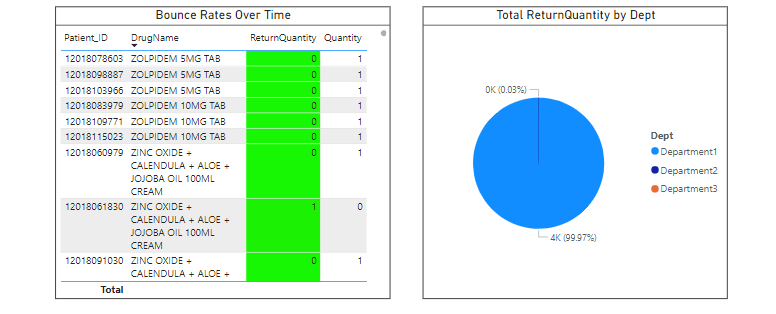 Bounce Rates Over Time
Patient_ID DrugName ReturnQuantity Quantity
12018078603 ZOLPIDEM 5MG TAB 0 1
12018098887 ZOLPIDEM 5MG TAB 0 1
12018103966 ZOLPIDEM 5MG TAB 0 1
12018083979 ZOLPIDEM 10MG TAB 0 1
12018109771 ZOLPIDEM 10MG TAB 0 1
12018115023 ZOLPIDEM 10MG TAB 0 1
12018060979 ZINC OXIDE + 0 1
CALENDULA + ALOE +
JOJOBA OIL 100ML
CREAM
12018061830 ZINC OXIDE + 1 0
CALENDULA + ALOE +
JOJOBA OIL 100ML
CREAM
12018091030 ZINC OXIDE + 0 1
CALENDULA + ALOE +
Total
Total ReturnQuantity by Dept
0K (0.03%)
4K (99.97%)
Dept
Department1
Department2
Department3